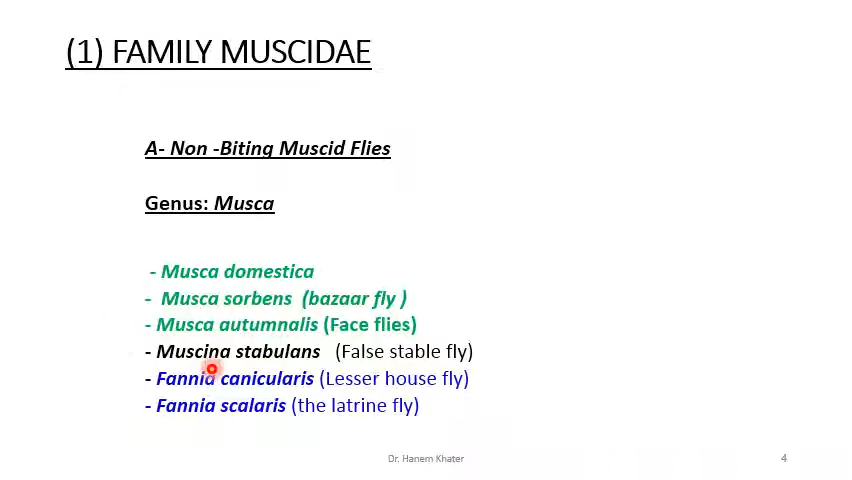 (1) FAMILY MUSCIDAE
A- Non -Biting Muscid Flies
Genus: Musca
- Musca domestica
- Musca sorbens (bazaar fly )
- Musca autumnalis (Face flies)
- Muscina stabulans (False stable fly)
- Fannia canicularis (Lesser house fly)
- Fannia scalaris (the latrine fly)
Dr. Hanem Khater 4